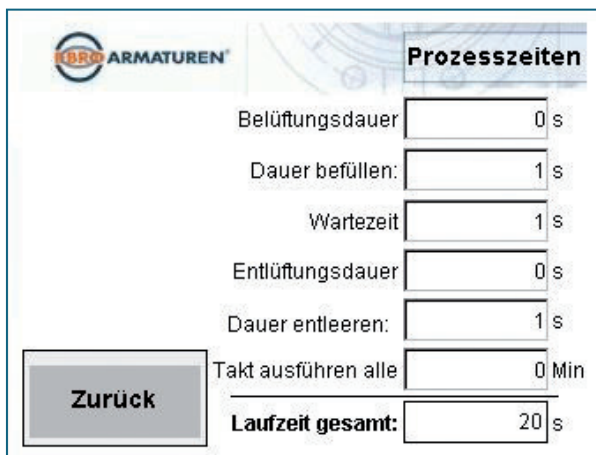 EBRO ARMATUREN®
Prozesszeiten
Belüftungsdauer 0 s
Dauer befüllen: 1 s
Wartezeit 1 s
Entlüftungsdauer 0 s
Dauer entleeren: 1 s
Takt ausführen alle 0 Min
Zurück
Laufzeit gesamt: 20 s